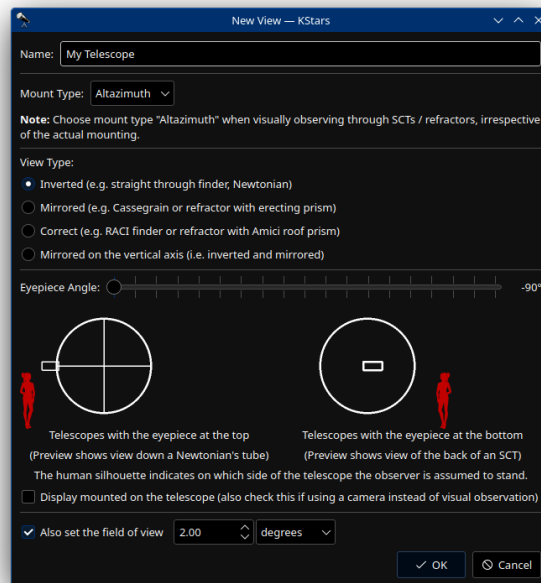 New View — KStars
Name: My Telescope
Mount Type: Altazimuth
Note: Choose mount type "Altazimuth" when visually observing through SCTs / refractors, irrespective
of the actual mounting.
View Type:
Inverted (e.g. straight through finder, Newtonian)
Mirrored (e.g. Cassegrain or refractor with erecting prism)
Correct (e.g. RACI finder or refractor with Amici roof prism)
Mirrored on the vertical axis (i.e. inverted and mirrored)
Eyepiece Angle: -90°
Telescopes with the eyepiece at the top
(Preview shows view down a Newtonian's tube)
Telescopes with the eyepiece at the bottom
(Preview shows view of the back of an SCT)
The human silhouette indicates on which side of the telescope the observer is assumed to stand.
Display mounted on the telescope (also check this if using a camera instead of visual observation)
Also set the field of view 2.00 degrees
OK Cancel